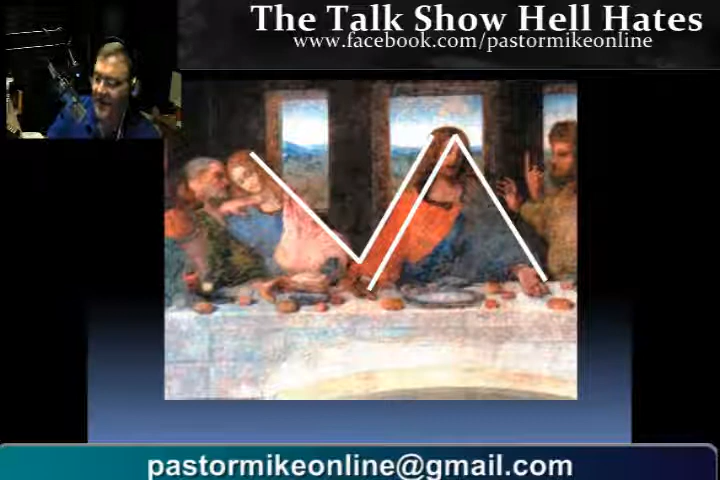 The Talk Show Hell Hates
www.facebook.com/pastormikeonline
pastormikeonline@gmail.com